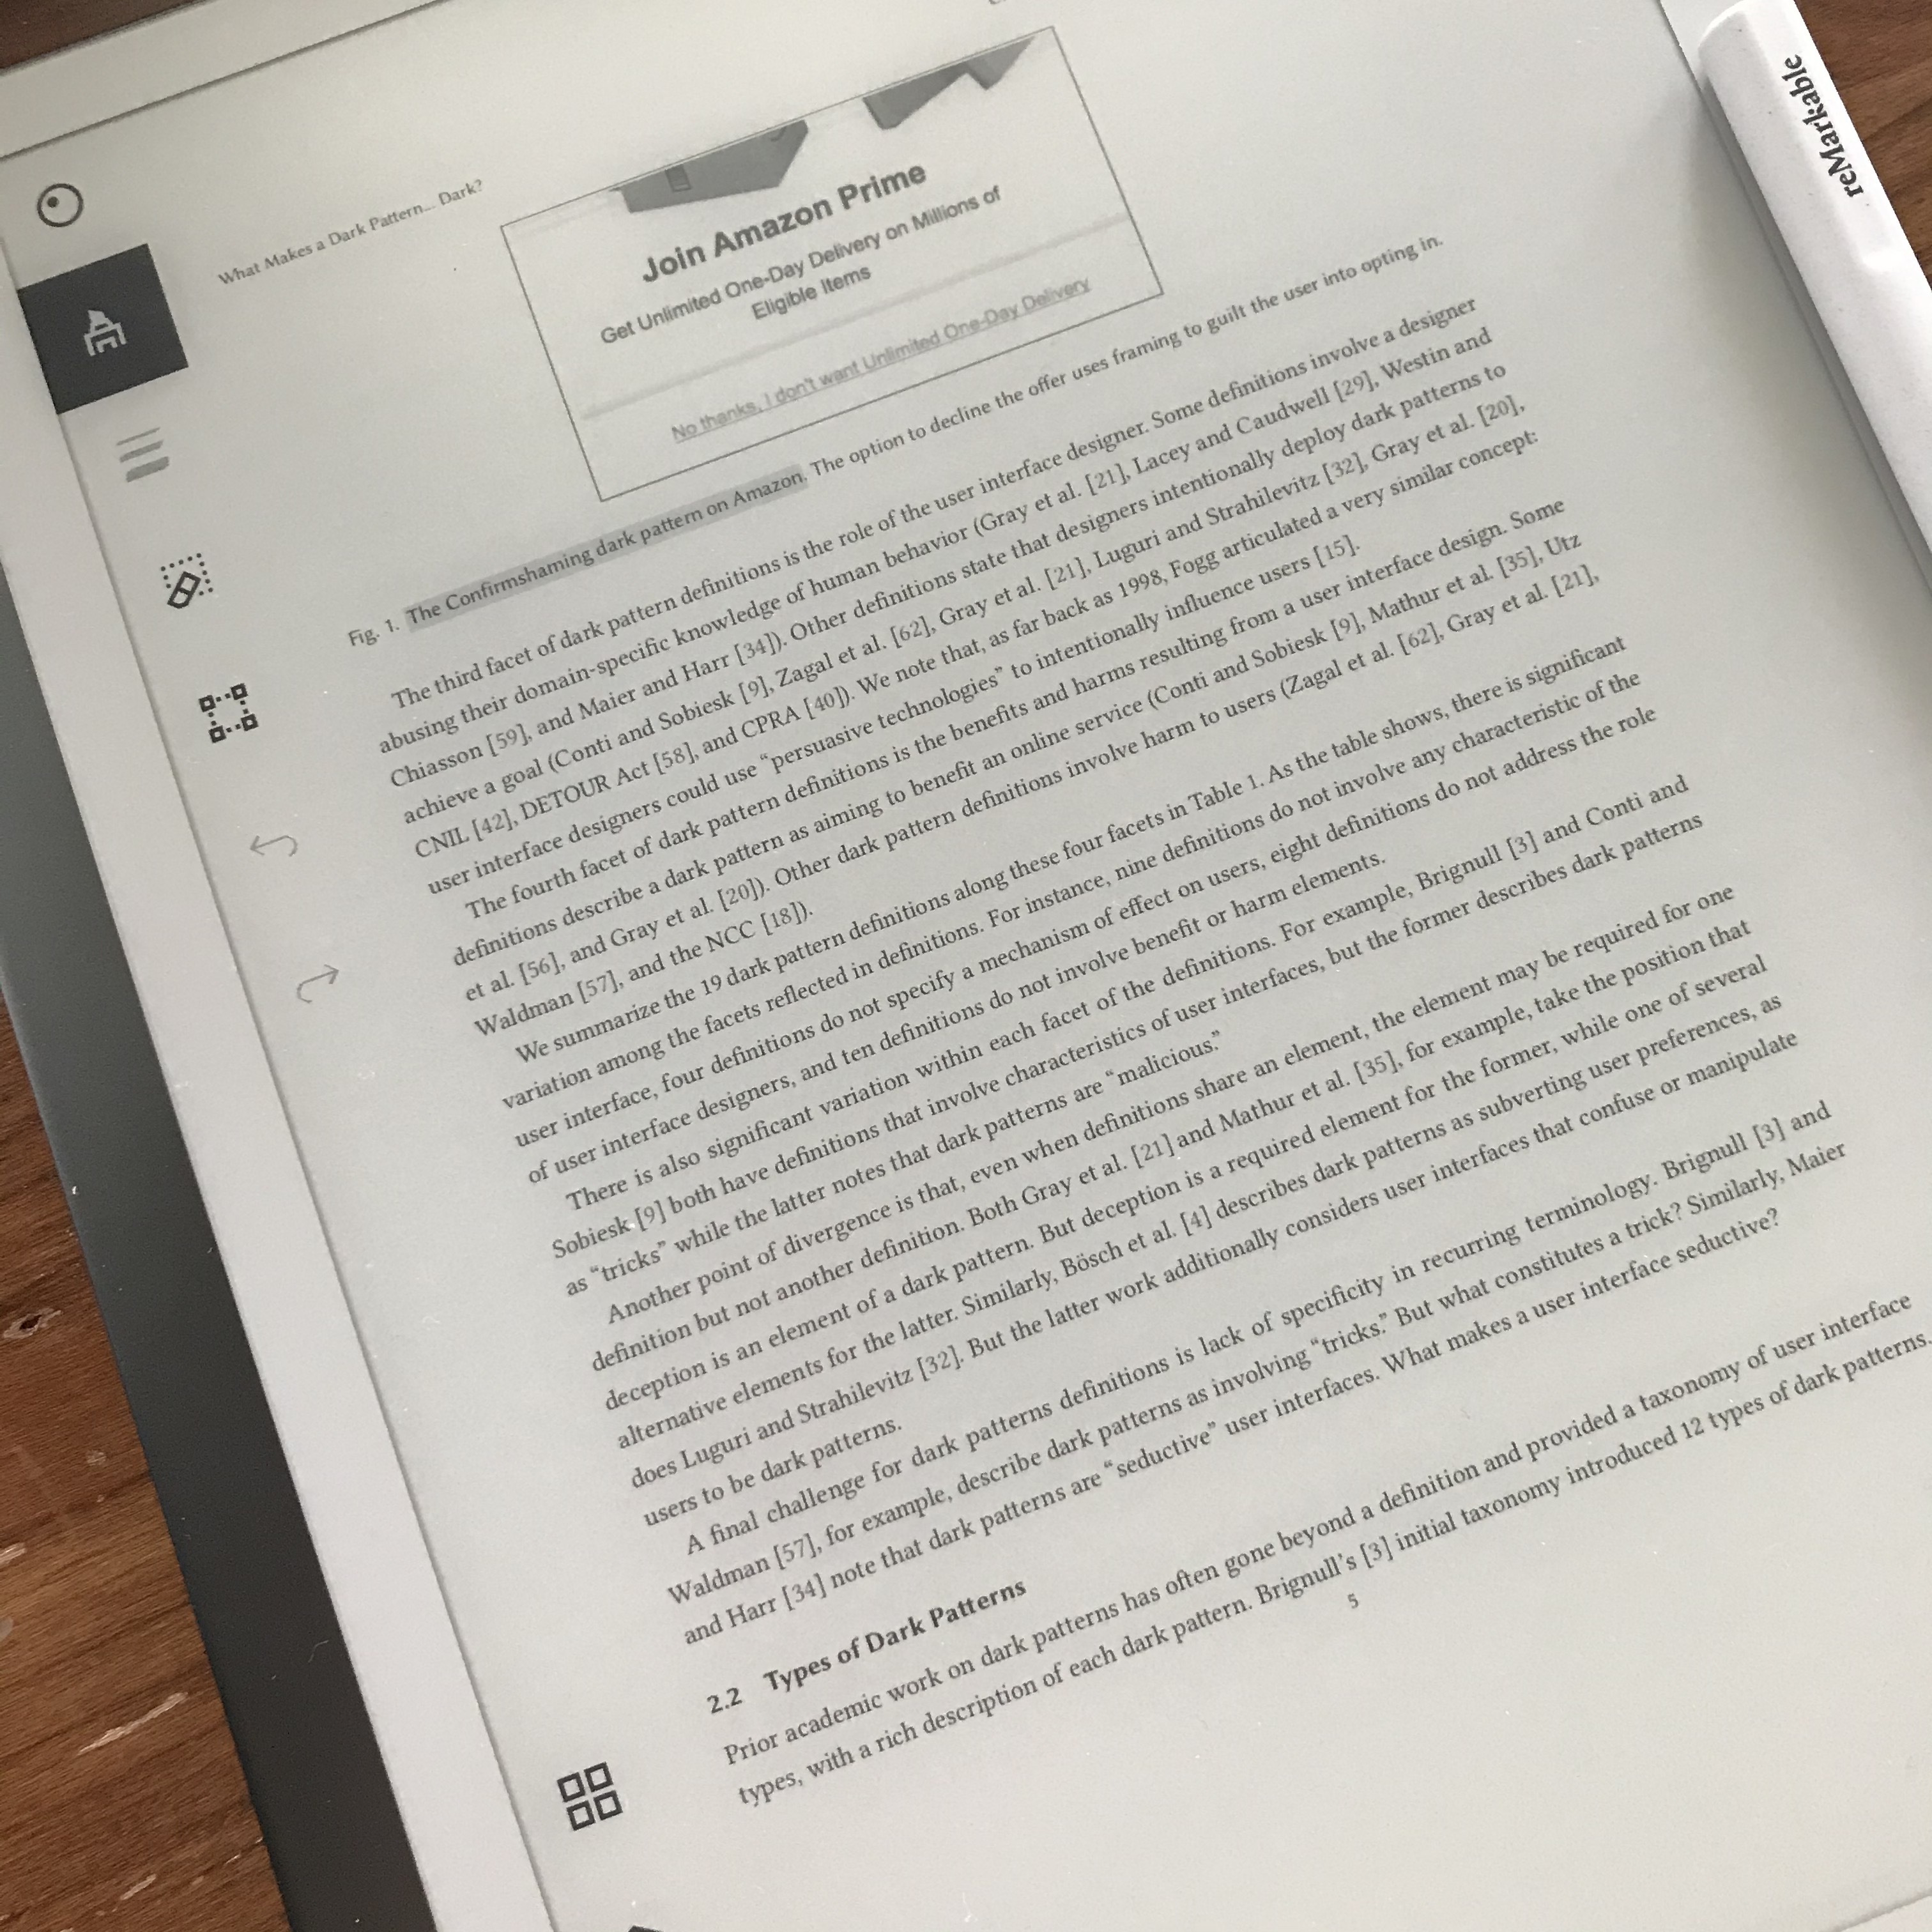 reMarkable
What Makes a Dark Pattern... Dark?
Join Amazon Prime
Get Unlimited One-Day Delivery on Millions of
Eligible Items
No thanks, I don't want Unlimited One-Day Delivery
Fig. 1. The Confirmshaming dark pattern on Amazon. The option to decline the offer uses framing to guilt the user into opting in.
The third facet of dark pattern definitions is the role of the user interface designer. Some definitions involve a designer
abusing their domain-specific knowledge of human behavior (Gray et al. [21], Lacey and Caudwell [29], Westin and
Chiasson [59], and Maier and Harr [34]). Other definitions state that designers intentionally deploy dark patterns to
achieve a goal (Conti and Sobiesk [9], Zagal et al. [62], Gray et al. [21], Luguri and Strahilevitz [32], Gray et al. [20],
CNIL [42], DETOUR Act [58], and CPRA [40]). We note that, as far back as 1998, Fogg articulated a very similar concept:
user interface designers could use “persuasive technologies” to intentionally influence users [15].
The fourth facet of dark pattern definitions is the benefits and harms resulting from a user interface design. Some
definitions describe a dark pattern as aiming to benefit an online service (Conti and Sobiesk [9], Mathur et al. [35], Utz
et al. [56], and Gray et al. [20]). Other dark pattern definitions involve harm to users (Zagal et al. [62], Gray et al. [21],
Waldman [57], and the NCC [18]).
We summarize the 19 dark pattern definitions along these four facets in Table 1. As the table shows, there is significant
variation among the facets reflected in definitions. For instance, nine definitions do not involve any characteristic of the
user interface, four definitions do not specify a mechanism of effect on users, eight definitions do not address the role
of user interface designers, and ten definitions do not involve benefit or harm elements.
There is also significant variation within each facet of the definitions. For example, Brignull [3] and Conti and
Sobiesk [9] both have definitions that involve characteristics of user interfaces, but the former describes dark patterns
as “tricks” while the latter notes that dark patterns are “malicious.”
Another point of divergence is that, even when definitions share an element, the element may be required for one
definition but not another definition. Both Gray et al. [21] and Mathur et al. [35], for example, take the position that
deception is an element of a dark pattern. But deception is a required element for the former, while one of several
alternative elements for the latter. Similarly, Bösch et al. [4] describes dark patterns as subverting user preferences, as
does Luguri and Strahilevitz [32]. But the latter work additionally considers user interfaces that confuse or manipulate
users to be dark patterns.
A final challenge for dark patterns definitions is lack of specificity in recurring terminology. Brignull [3] and
Waldman [57], for example, describe dark patterns as involving “tricks.” But what constitutes a trick? Similarly, Maier
and Harr [34] note that dark patterns are “seductive” user interfaces. What makes a user interface seductive?
2.2 Types of Dark Patterns
Prior academic work on dark patterns has often gone beyond a definition and provided a taxonomy of user interface
types, with a rich description of each dark pattern. Brignull’s [3] initial taxonomy introduced 12 types of dark patterns.
5